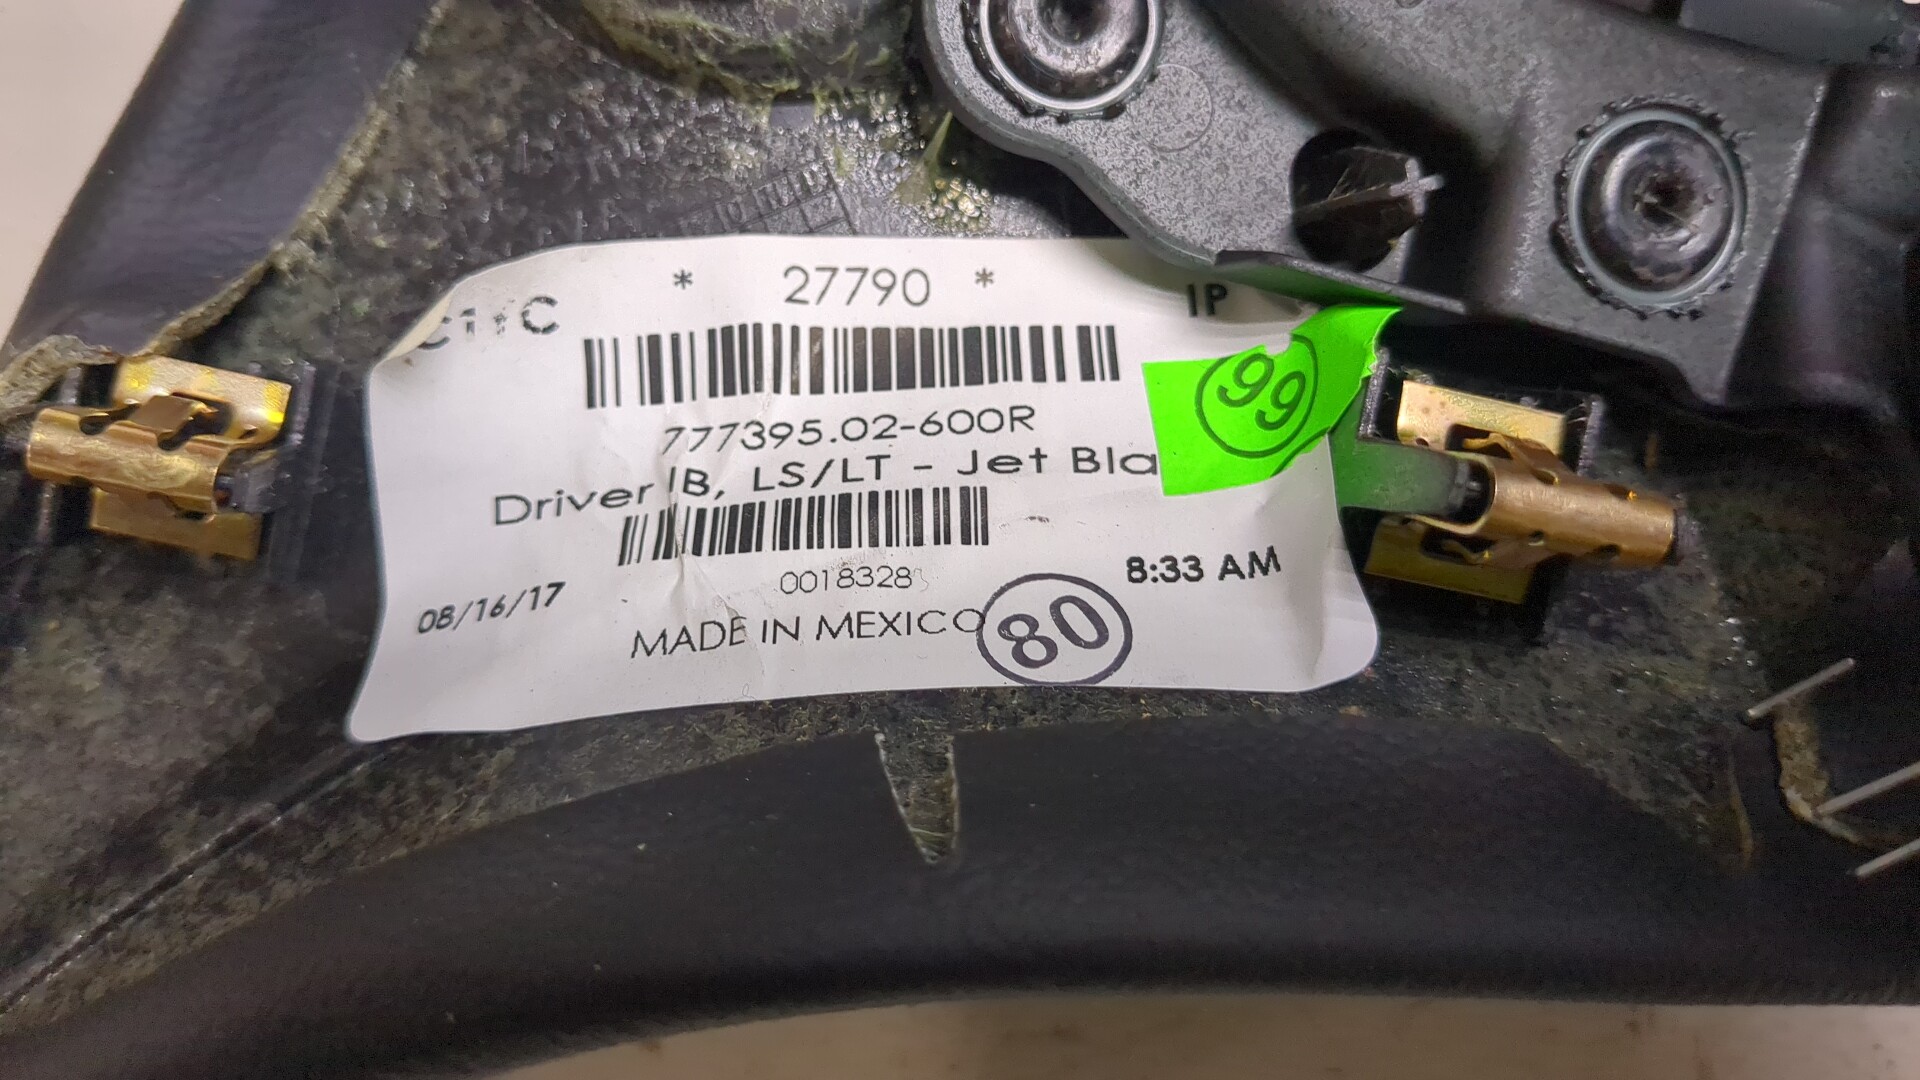 * 27790 *
IP
99
777395.02-600R
Driver IB, LS/LT - Jet Bla
0018328
08/16/17
8:33 AM
MADE IN MEXICO
80